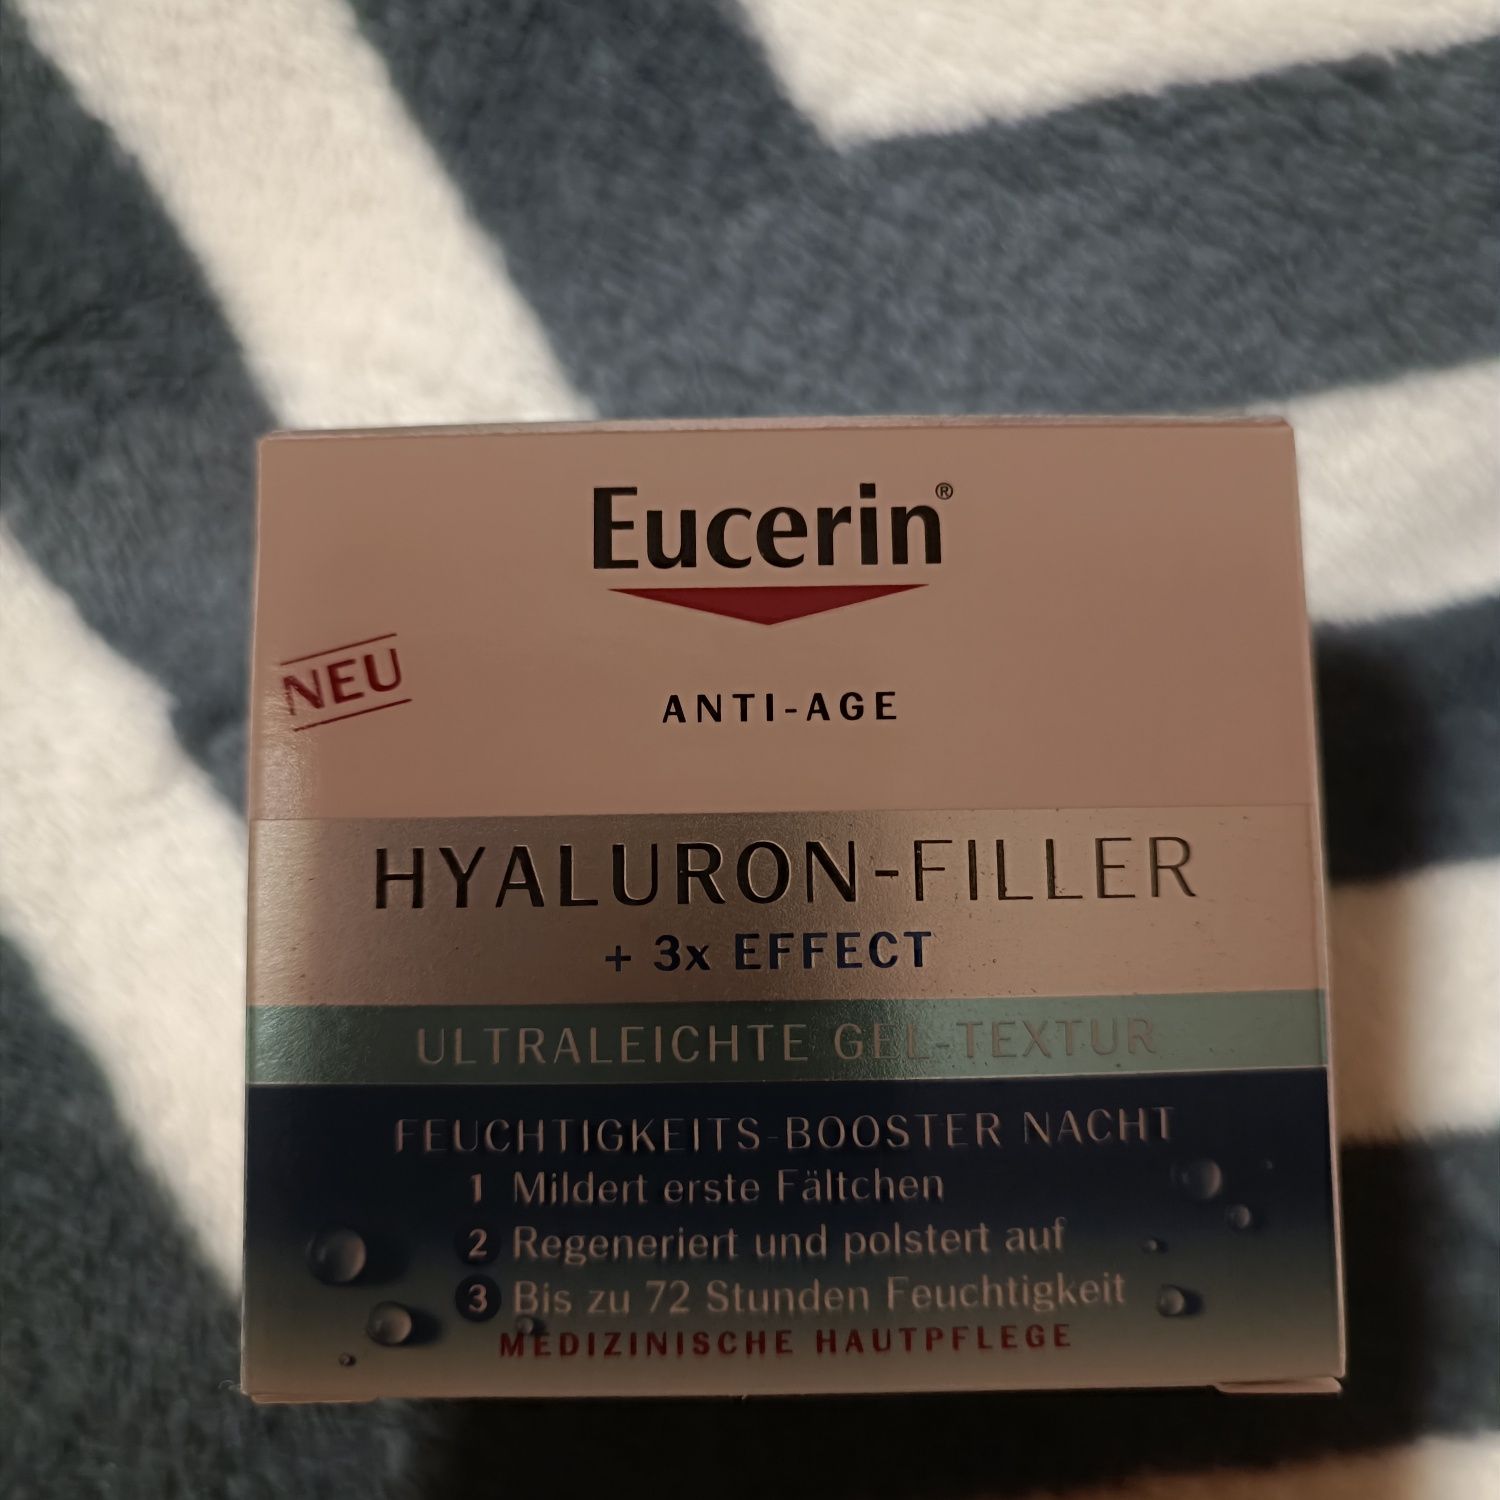 Eucerin®
NEU
ANTI-AGE
HYALURON-FILLER
+ 3x EFFECT
ULTRALEICHTE GEL-TEXTUR
FEUCHTIGKEITS-BOOSTER NACHT
1 Mildert erste Fältchen
2 Regeneriert und polstert auf
3 Bis zu 72 Stunden Feuchtigkeit
MEDIZINISCHE HAUTPFLEGE